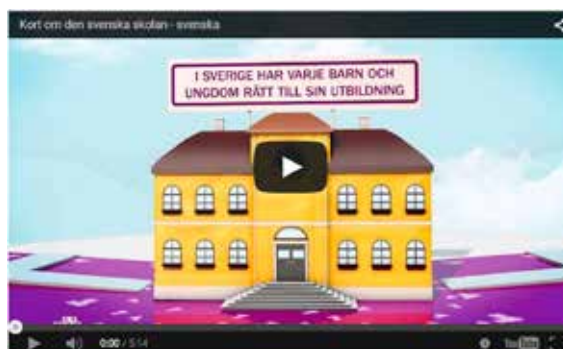 Kort om den svenska skolan - svenska
I SVERIGE HAR VARJE BARN OCH
UNGDOM RÄTT TILL SIN UTBILDNING
0:00 / 5:14
YouTube